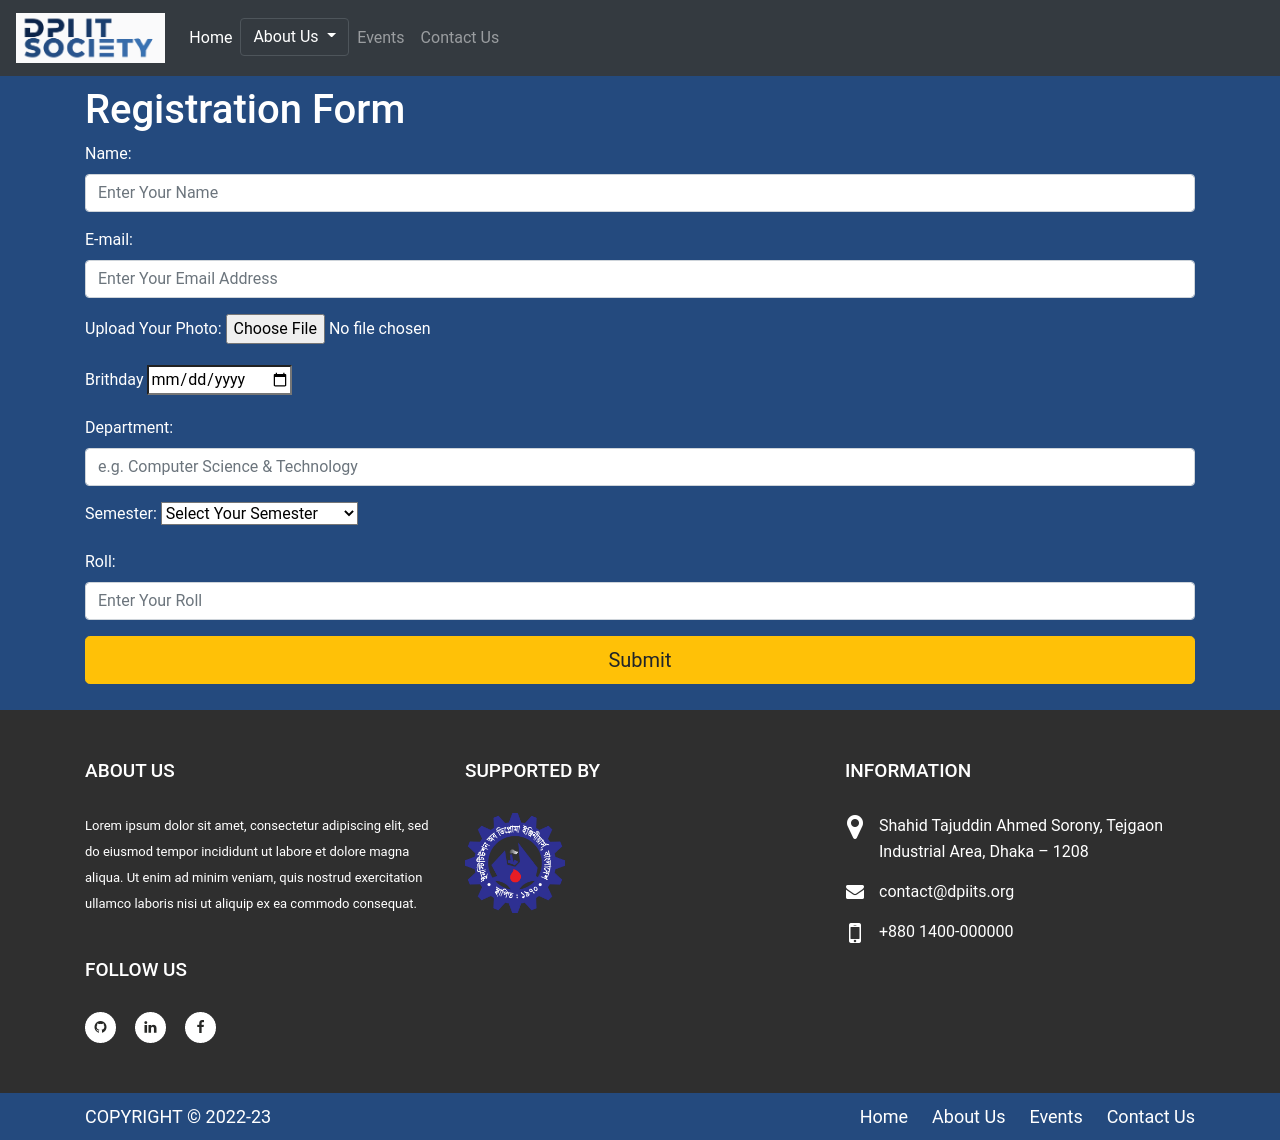 DPI IT
SOCIETY
Home About Us Events Contact Us
Registration Form
Name:
Enter Your Name
E-mail:
Enter Your Email Address
Upload Your Photo: Choose File No file chosen
Brithday mm/dd/yyyy
Department:
e.g. Computer Science & Technology
Semester: Select Your Semester
Roll:
Enter Your Roll
Submit
ABOUT US
Lorem ipsum dolor sit amet, consectetur adipiscing elit, sed
do eiusmod tempor incididunt ut labore et dolore magna
aliqua. Ut enim ad minim veniam, quis nostrud exercitation
ullamco laboris nisi ut aliquip ex ea commodo consequat.
FOLLOW US
SUPPORTED BY
ইনস্টিটিউশন অব ডিপ্লোমা ইঞ্জিনীয়ার্স, বাংলাদেশ
স্থাপিত : ১৯৭০
INFORMATION
Shahid Tajuddin Ahmed Sorony, Tejgaon
Industrial Area, Dhaka – 1208
contact@dpiits.org
+880 1400-000000
COPYRIGHT © 2022-23
Home About Us Events Contact Us